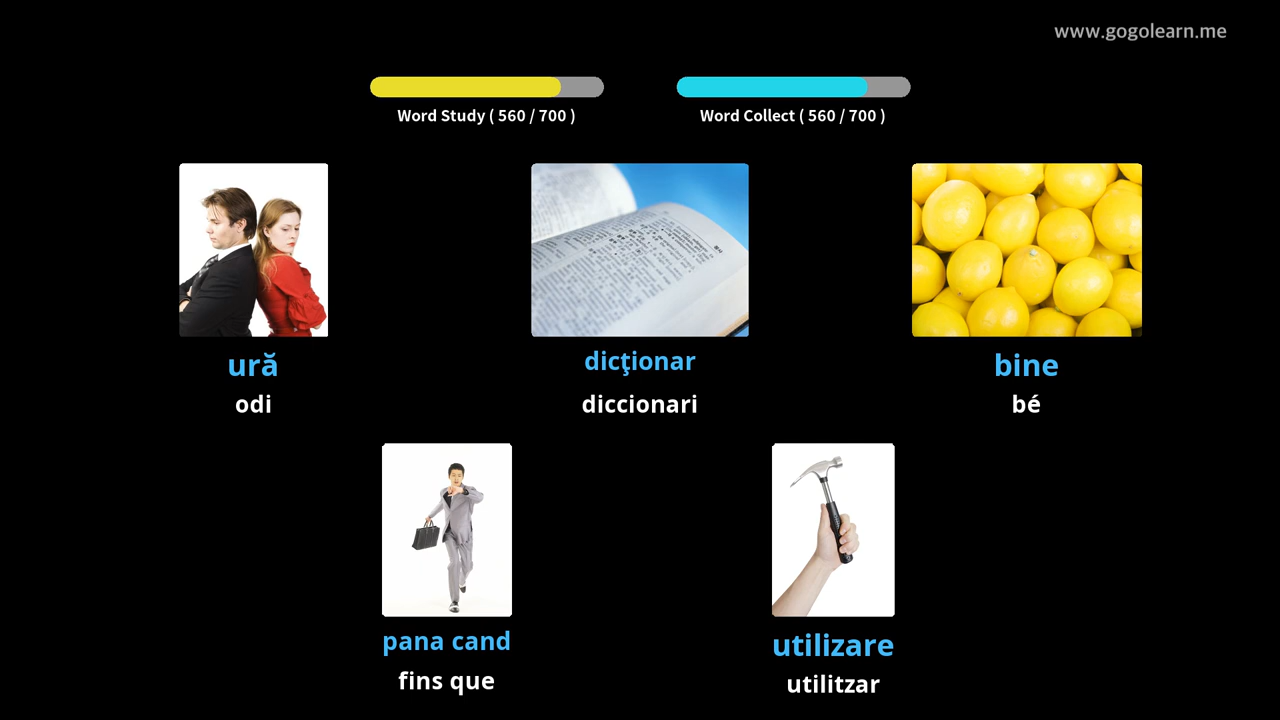 www.gogolearn.me
Word Study ( 560 / 700 )
Word Collect ( 560 / 700 )
ură
odi
dicţionar
diccionari
bine
bé
pana cand
fins que
utilizare
utilitzar